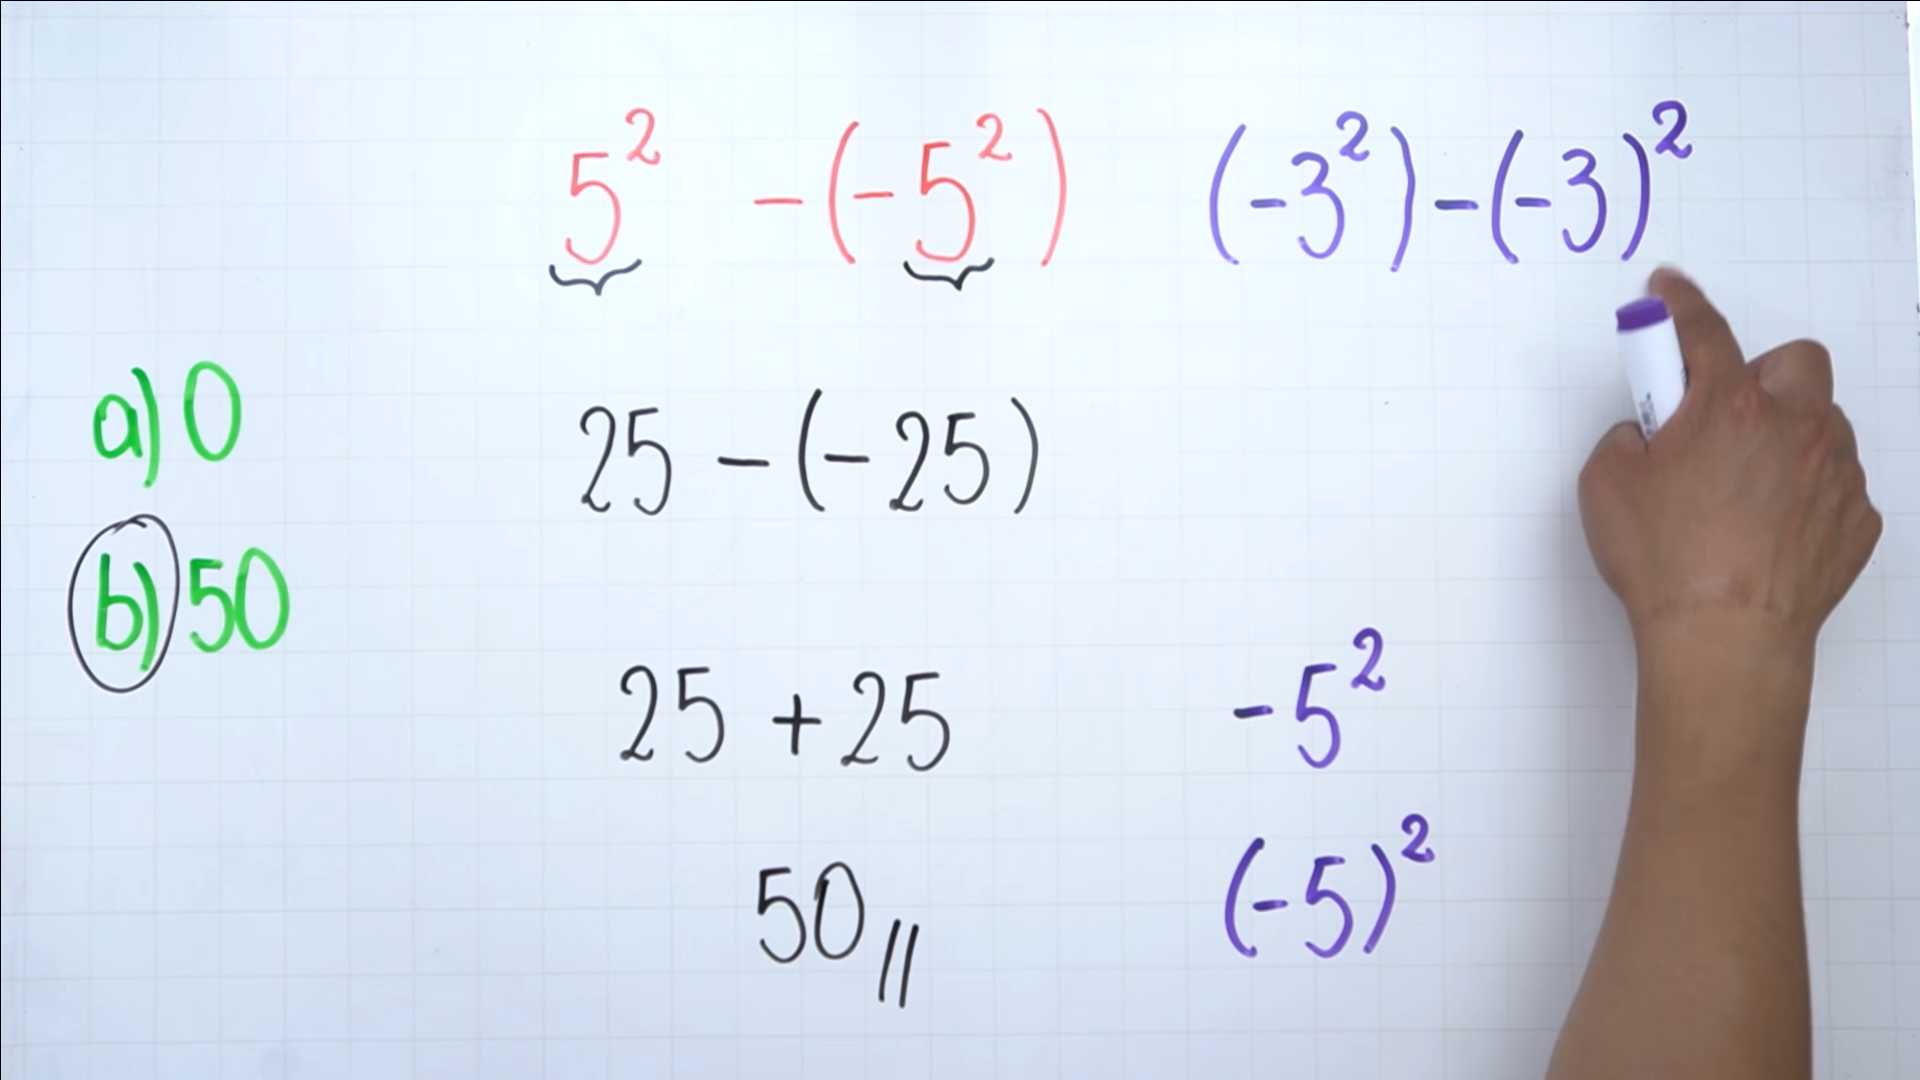 5² -(-5²) (-3²)-(-3)²
a) 0
25 -(-25)
b) 50
25 + 25
-5²
50 //
(-5)²